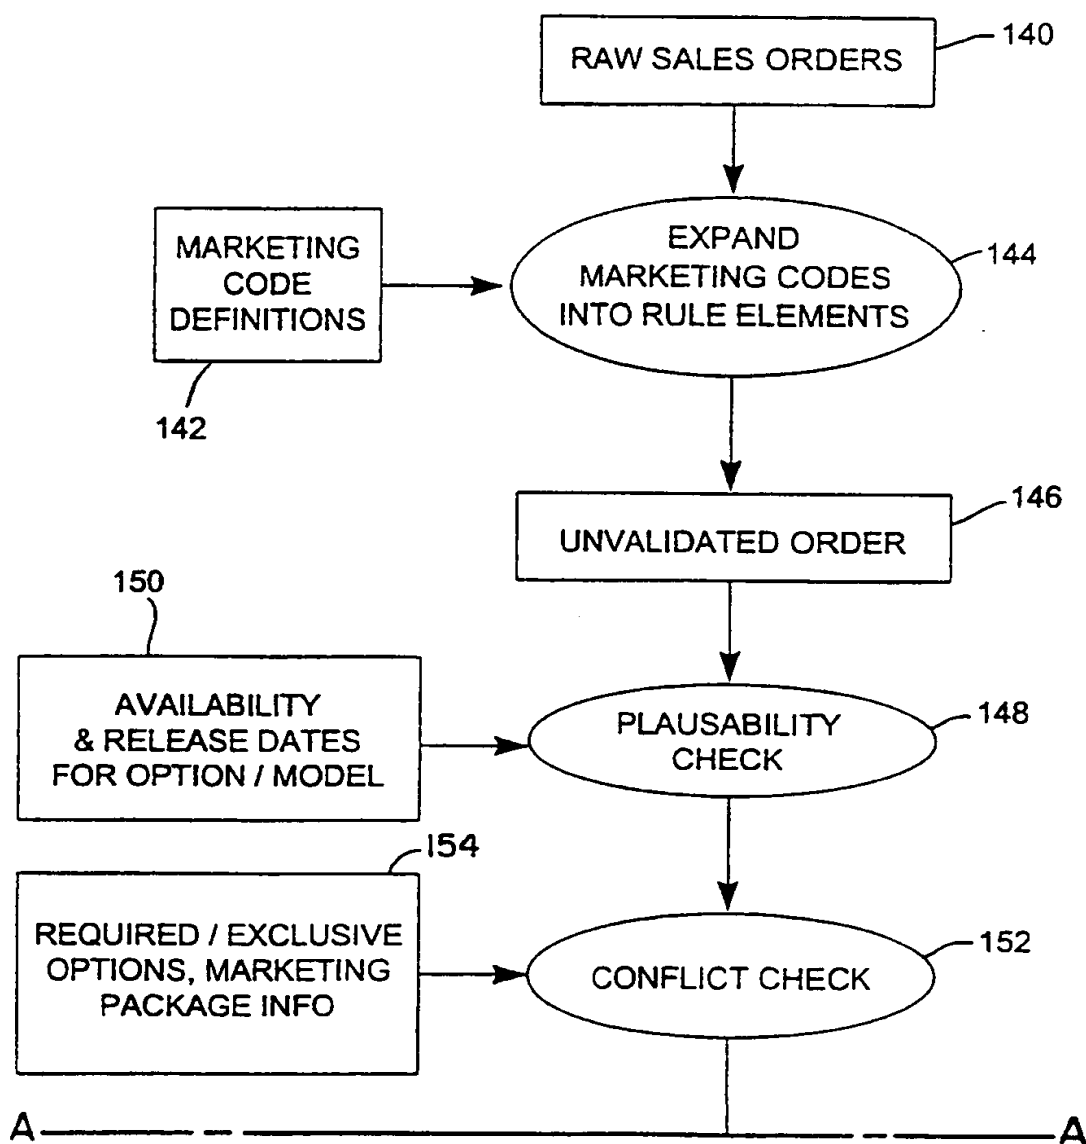 RAW SALES ORDERS
140
MARKETING
CODE
DEFINITIONS
142
EXPAND
MARKETING CODES
INTO RULE ELEMENTS
144
UNVALIDATED ORDER
146
150
AVAILABILITY
& RELEASE DATES
FOR OPTION / MODEL
PLAUSABILITY
CHECK
148
154
REQUIRED / EXCLUSIVE
OPTIONS, MARKETING
PACKAGE INFO
CONFLICT CHECK
152
A
A